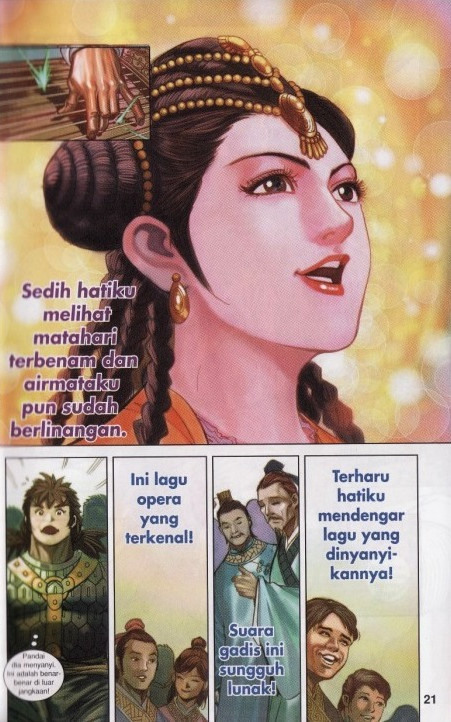 Sedih hatiku
melihat
matahari
terbenam dan
airmataku
pun sudah
berlinangan.
...
Pandai
dia menyanyi.
Ini adalah benar-
benar di luar
jangkaan!
Ini lagu
opera
yang
terkenal!
Suara
gadis ini
sungguh
lunak!
Terharu
hatiku
mendengar
lagu yang
dinyanyi-
kannya!
21